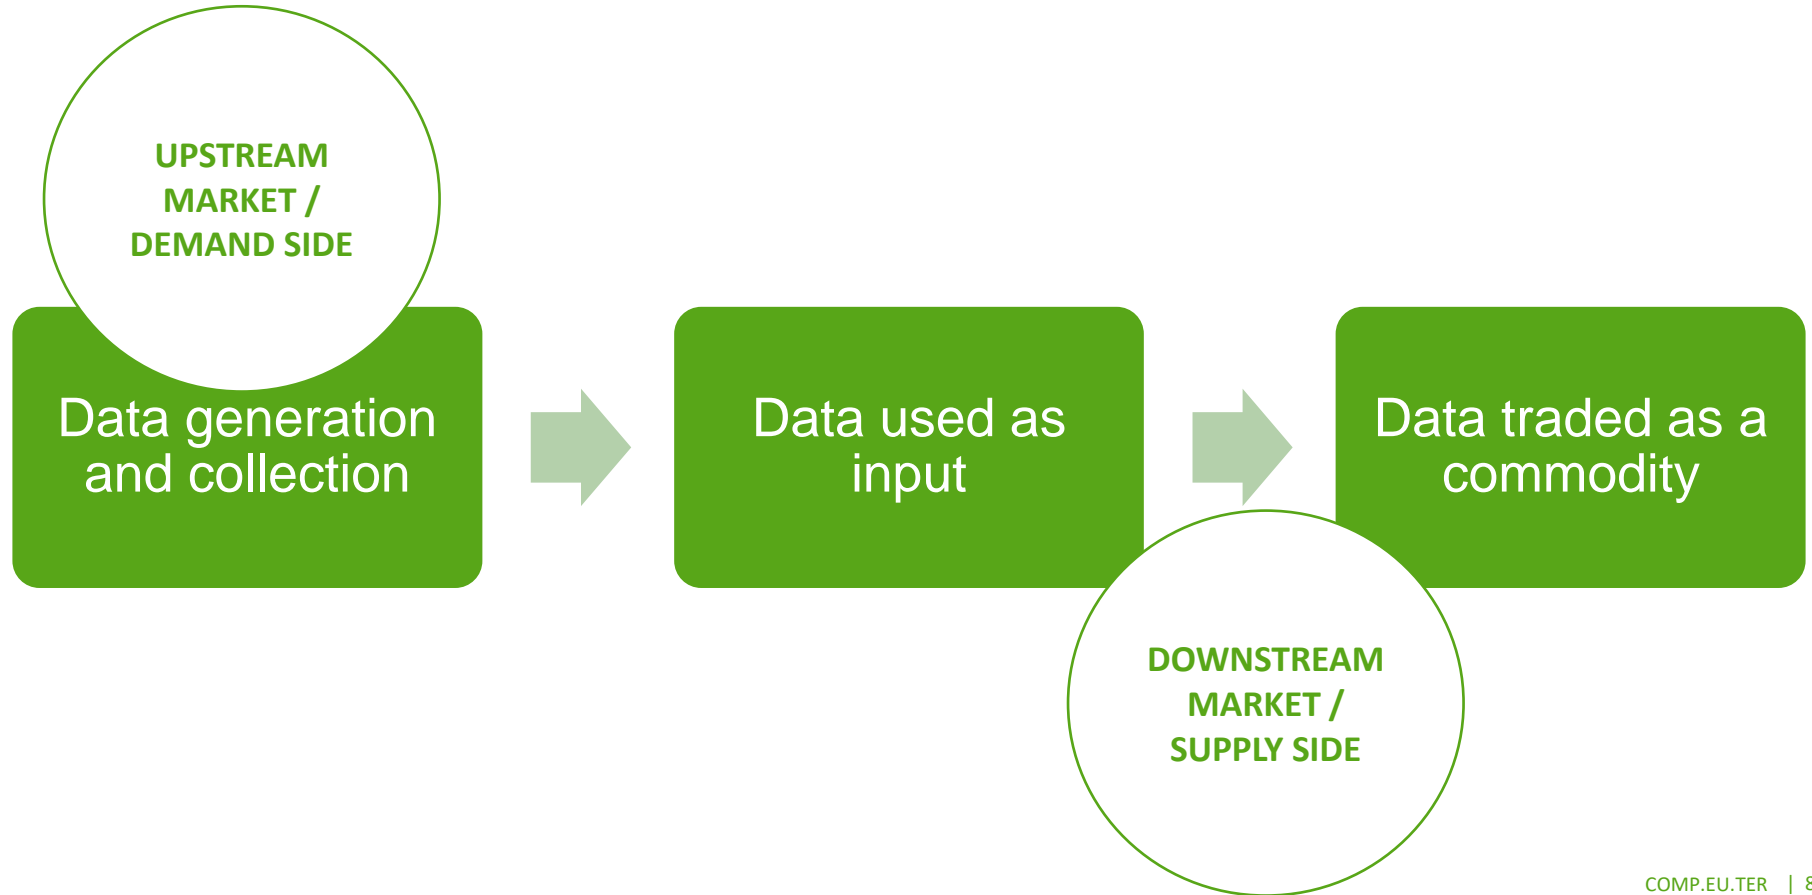 UPSTREAM
MARKET /
DEMAND SIDE
Data generation
and collection
Data used as
input
Data traded as a
commodity
DOWNSTREAM
MARKET /
SUPPLY SIDE
COMP.EU.TER | 8